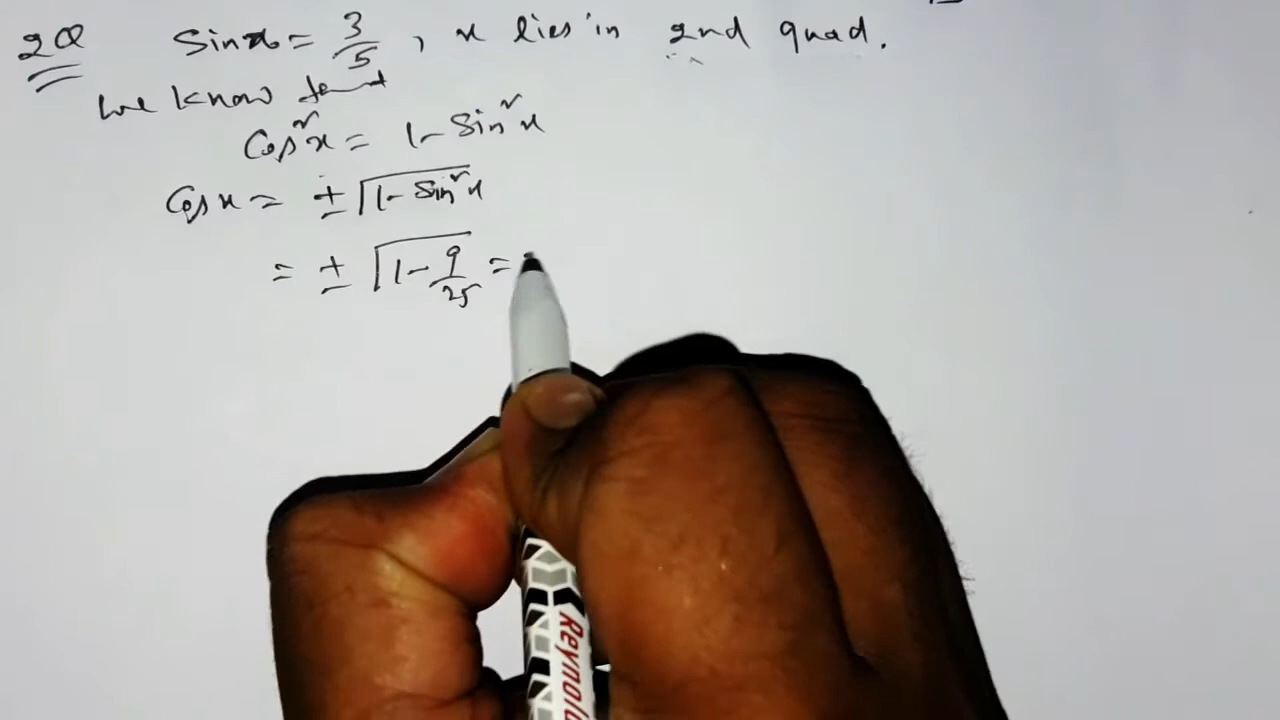 2Q Sinx = 3/5 , x lies in 2nd quad.
we know that
Cos²x = 1 - Sin²x
Cosx = ± √1 - Sin²x
= ± √1 - 9/25 =
Reynol